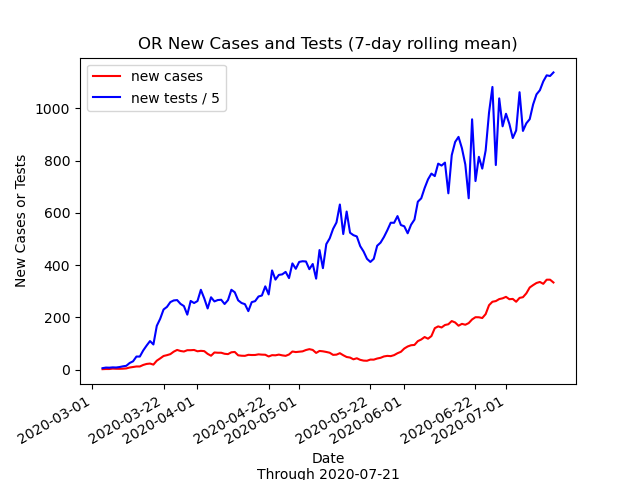 OR New Cases and Tests (7-day rolling mean)
new cases
new tests / 5
New Cases or Tests
1000
800
600
400
200
0
2020-03-01
2020-03-22
2020-04-01
2020-04-22
2020-05-01
2020-05-22
2020-06-01
2020-06-22
2020-07-01
Date
Through 2020-07-21